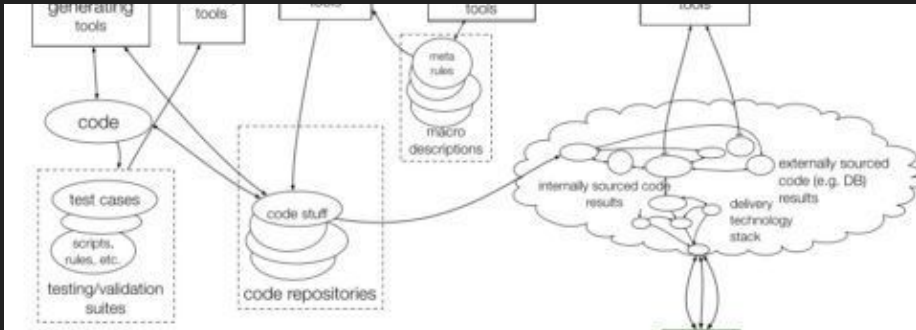 generating
tools
tools
tools
tools
tools
meta
rules
macro
descriptions
code
test cases
scripts,
rules, etc.
testing/validation
suites
code stuff
code repositories
internally sourced code
results
externally sourced
code (e.g. DB)
results
delivery
technology
stack